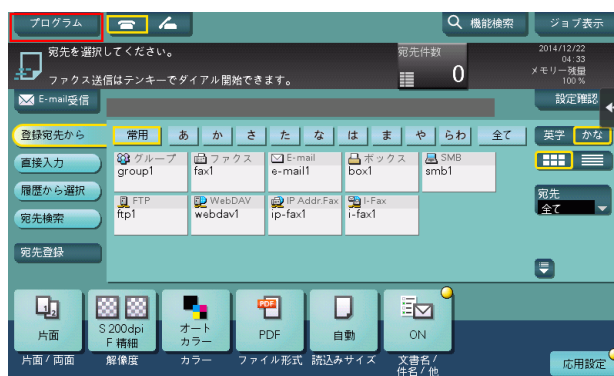 プログラム
機能検索
ジョブ表示
宛先を選択してください。
ファクス送信はテンキーでダイアル開始できます。
宛先件数
0
2014/12/22
04:33
メモリー残量
100 %
E-mail受信
設定確認
登録宛先から
常用
あ
か
さ
た
な
は
ま
や
らわ
全て
英字
かな
直接入力
履歴から選択
宛先検索
宛先登録
グループ
group1
ファクス
fax1
E-mail
e-mail1
ボックス
box1
SMB
smb1
FTP
ftp1
WebDAV
webdav1
IP Addr.Fax
ip-fax1
I-Fax
i-fax1
宛先
全て
片面
S 200dpi
F 精細
オート
カラー
PDF
PDF
自動
ON
片面/両面
解像度
カラー
ファイル形式
読込みサイズ
文書名/
件名/他
応用設定